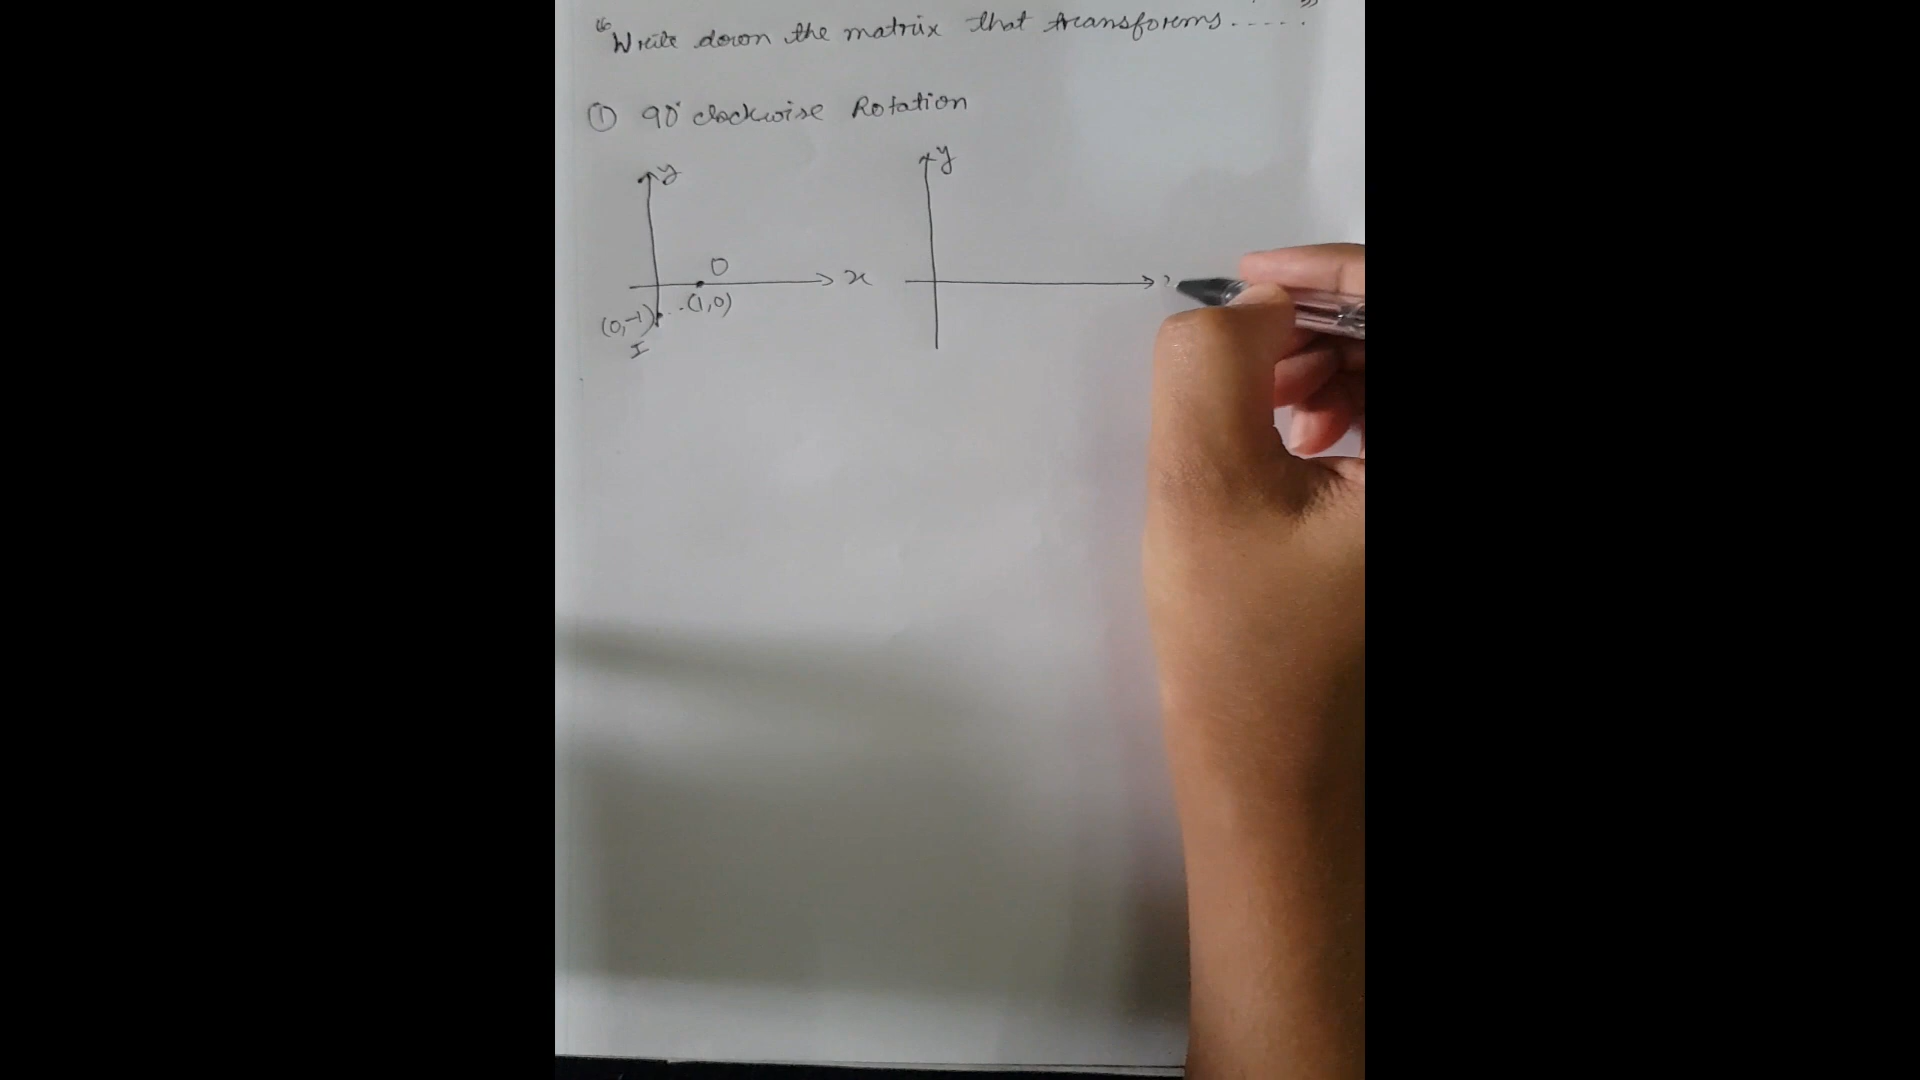 “Write down the matrix that transforms.....”
① 90° clockwise Rotation
y
y
O
x
(1,0)
(0,-1)
I